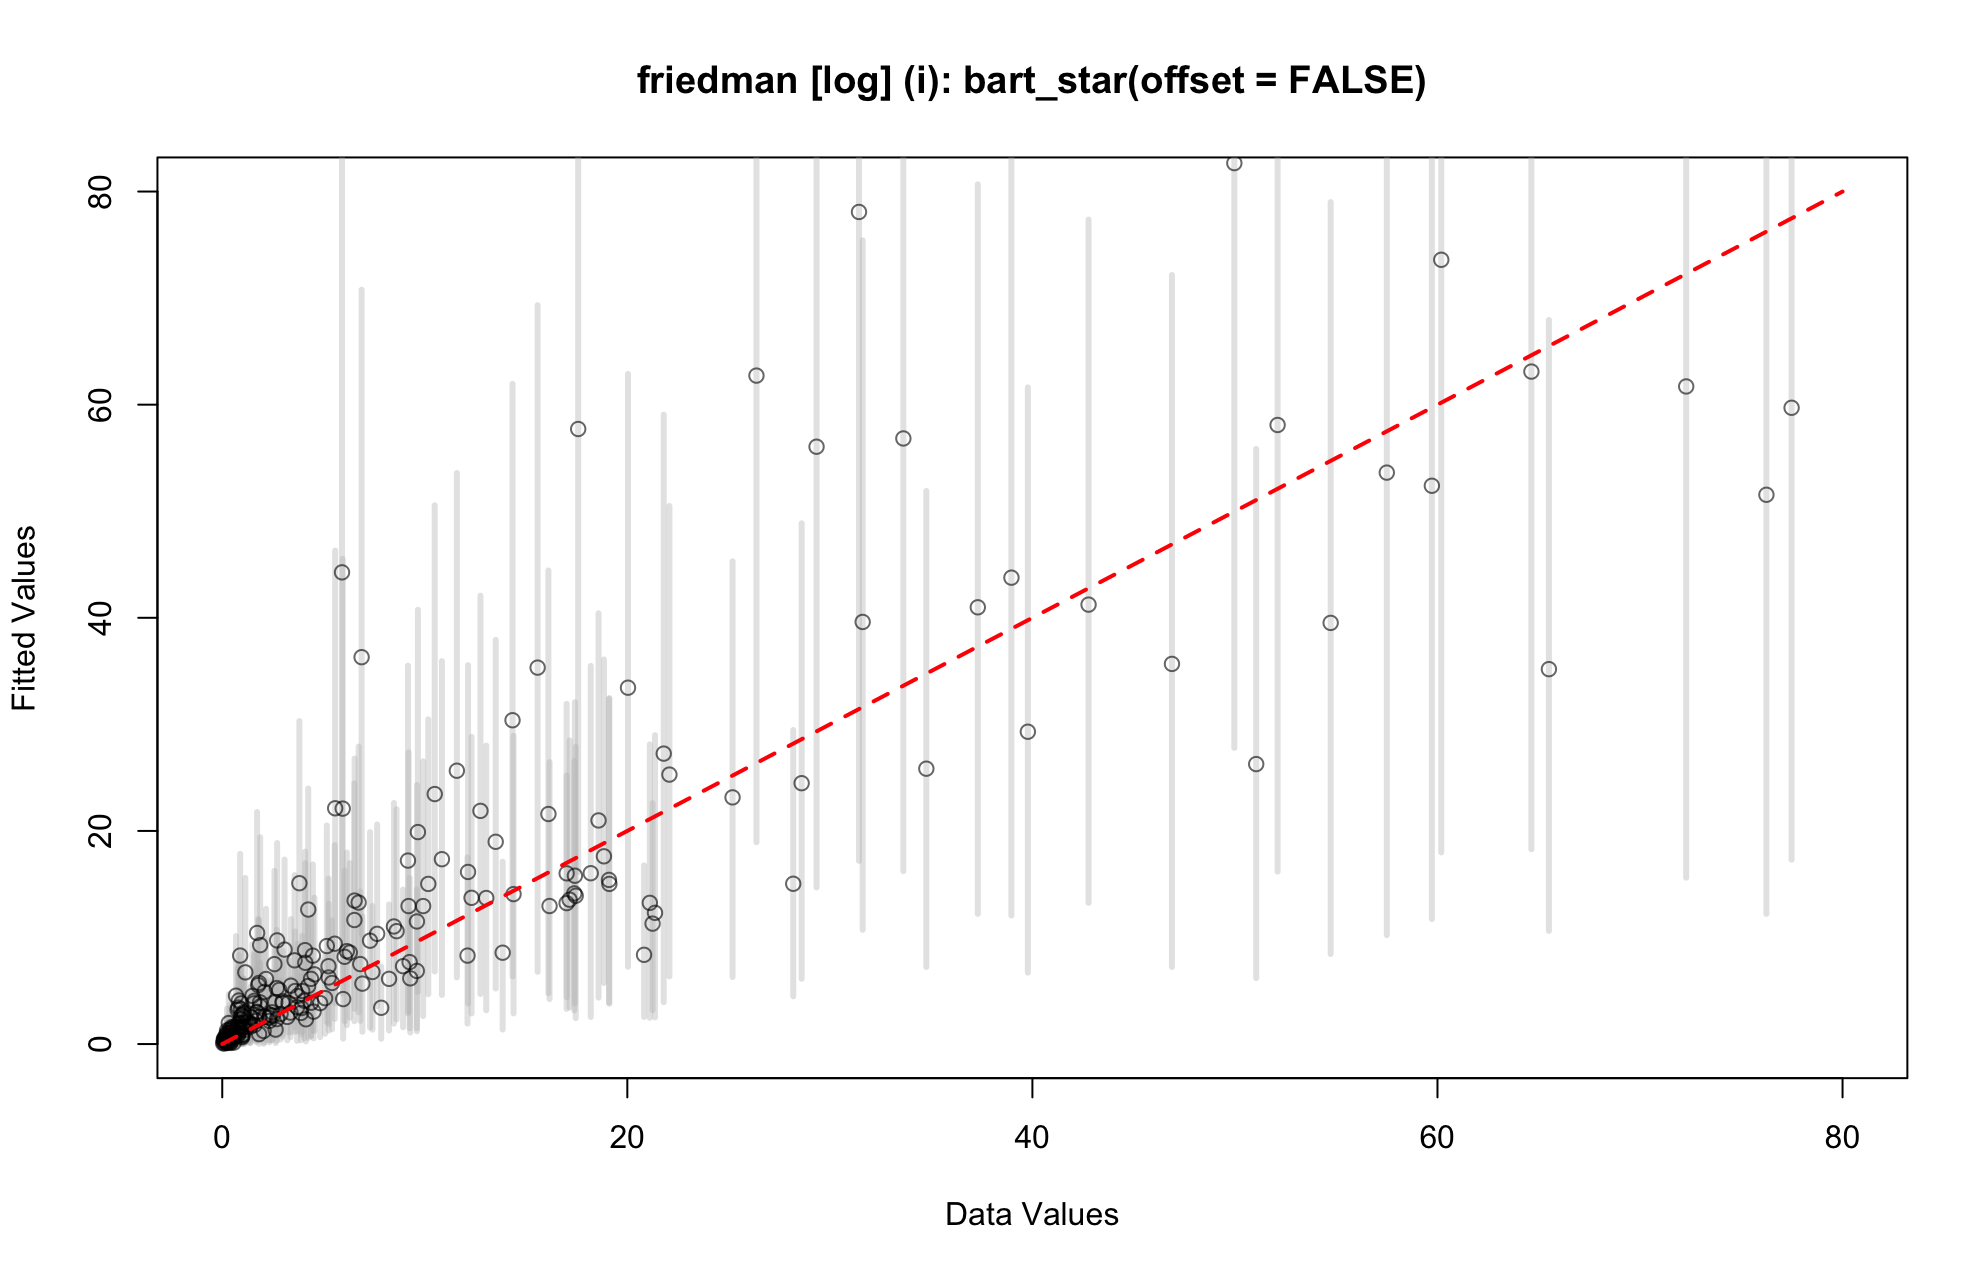 friedman [log] (i): bart_star(offset = FALSE)
Fitted Values
80
60
40
20
0
0 20 40 60 80
Data Values